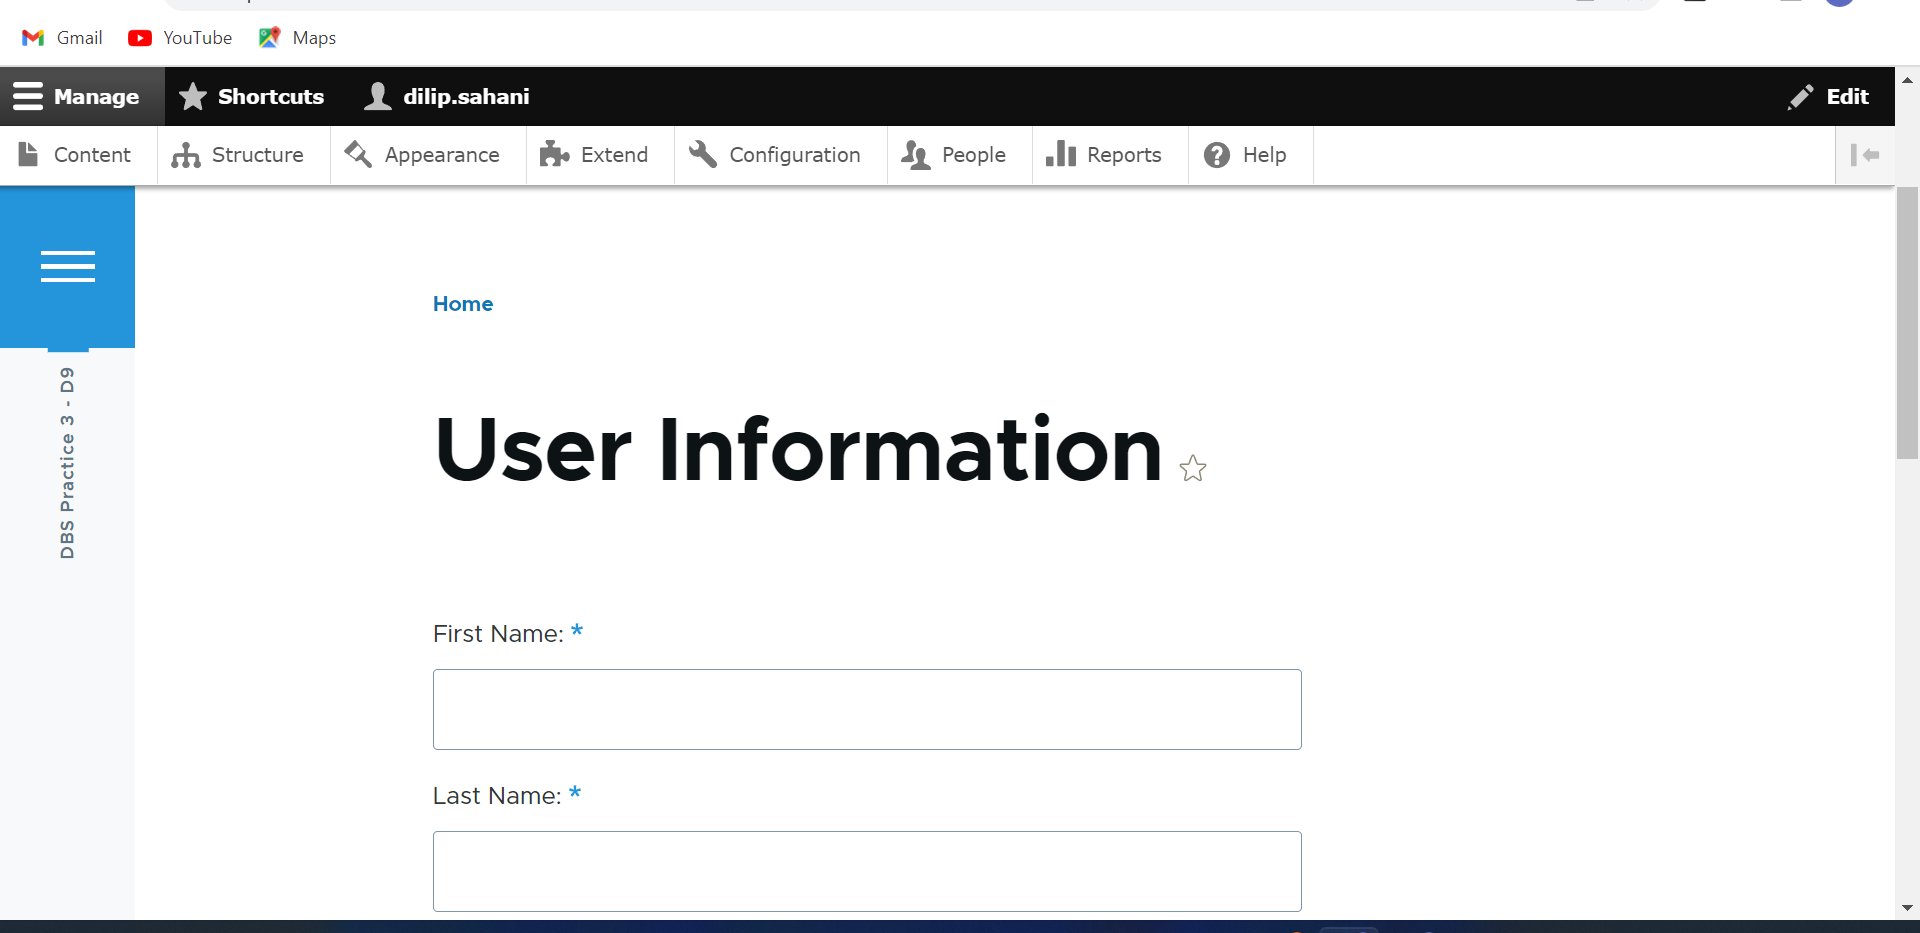 Gmail YouTube Maps
Manage Shortcuts dilip.sahani Edit
Content Structure Appearance Extend Configuration People Reports Help
DBS Practice 3 - D9
Home
User Information
First Name: *
Last Name: *